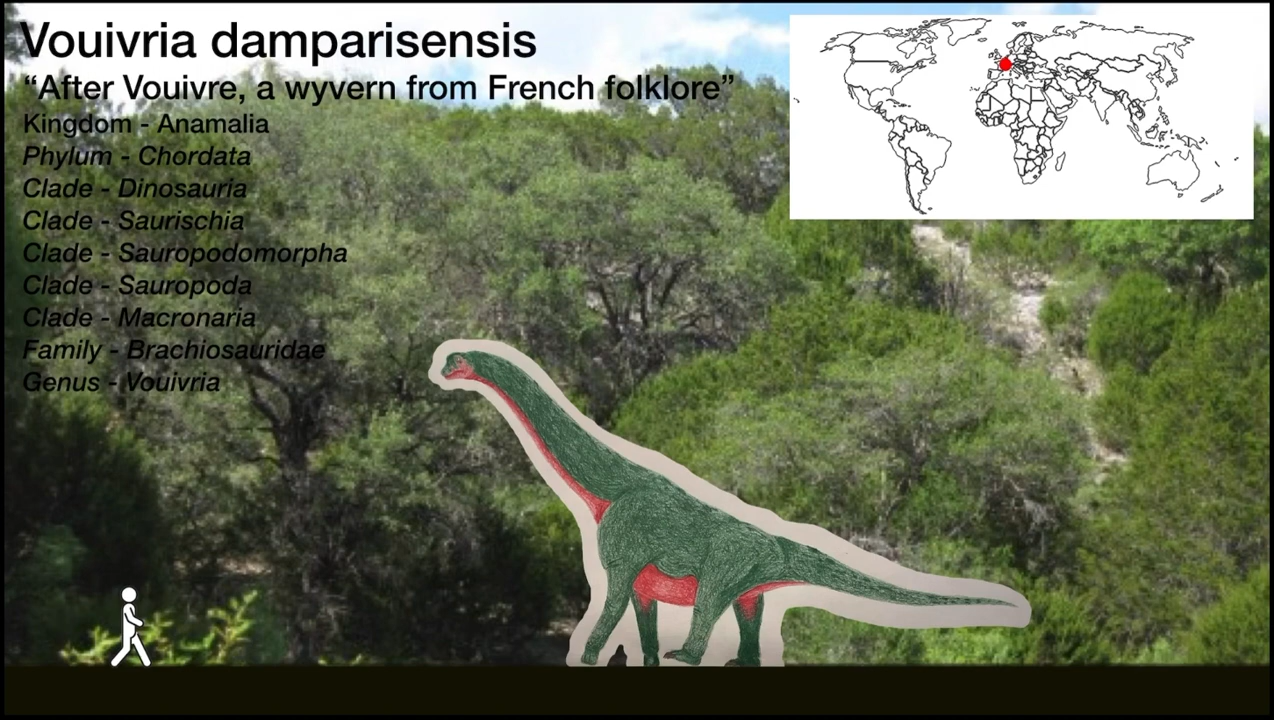 Vouivria damparisensis
“After Vouivre, a wyvern from French folklore”
Kingdom - Anamalia
Phylum - Chordata
Clade - Dinosauria
Clade - Saurischia
Clade - Sauropodomorpha
Clade - Sauropoda
Clade - Macronaria
Family - Brachiosauridae
Genus - Vouivria